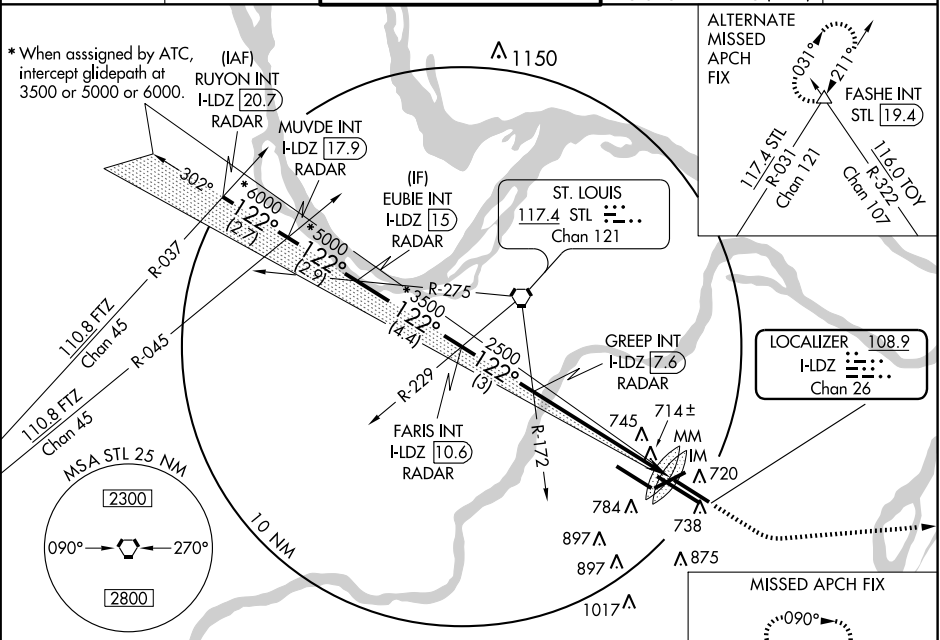 * When asssigned by ATC,
intercept glidepath at
3500 or 5000 or 6000.
(IAF)
RUYON INT
I-LDZ 20.7
RADAR
MUVDE INT
I-LDZ 17.9
RADAR
(IF)
EUBIE INT
I-LDZ 15
RADAR
1150
ALTERNATE
MISSED
APCH
FIX
031°
211°
FASHE INT
STL 19.4
117.4 STL
R-031
Chan 121
116.0 TOY
R-322
Chan 107
ST. LOUIS
117.4 STL
Chan 121
302°
*6000
122°
(2.7)
*5000
122°
(2.9)
*3500
122°
(4.4)
2500
122°
(3)
R-275
R-037
110.8 FTZ
Chan 45
R-045
110.8 FTZ
Chan 45
R-229
R-172
FARIS INT
I-LDZ 10.6
RADAR
GREEP INT
I-LDZ 7.6
RADAR
LOCALIZER 108.9
I-LDZ
Chan 26
745
714±
MM
IM
720
784
738
897
897
875
1017
10 NM
MSA STL 25 NM
2300
090°
270°
2800
MISSED APCH FIX
090°